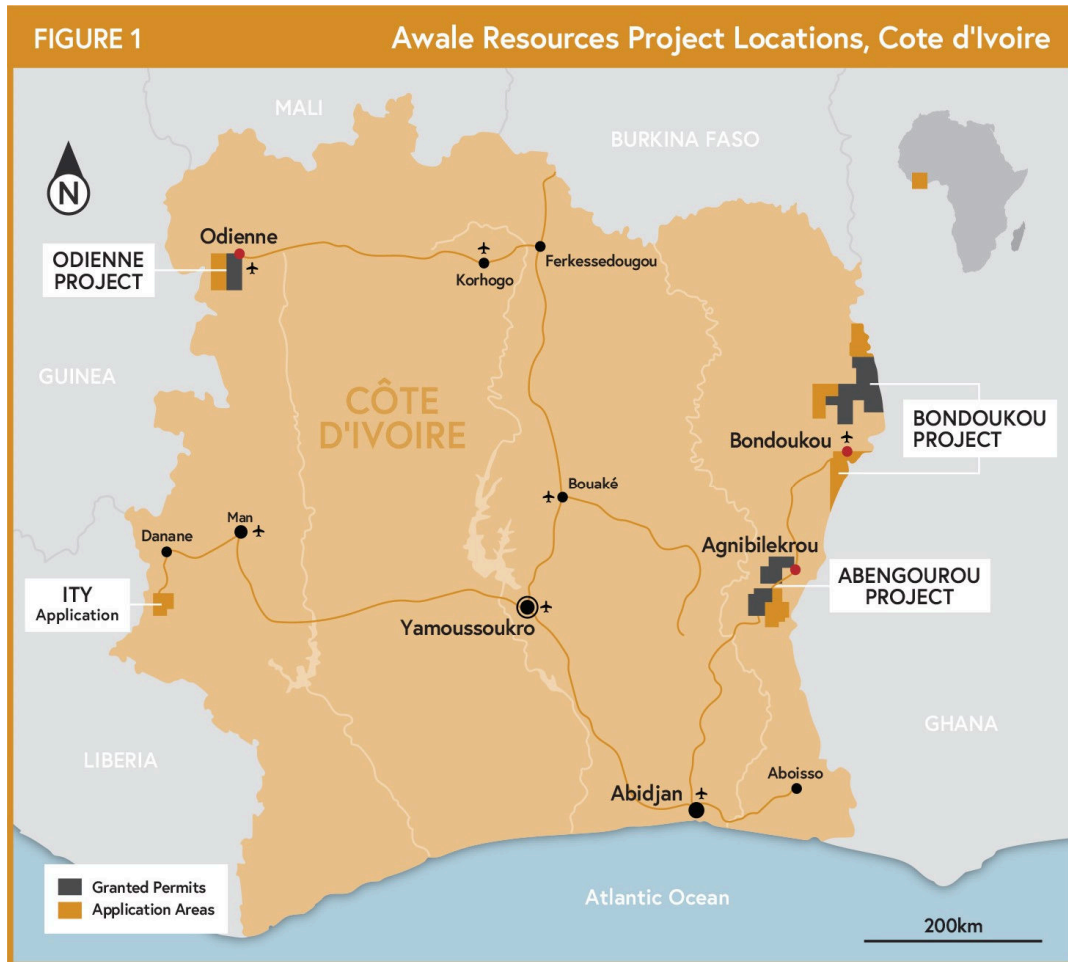 FIGURE 1
Awale Resources Project Locations, Cote d'Ivoire
MALI
BURKINA FASO
N
Odienne
ODIENNE
PROJECT
Korhogo
Ferkessedougou
GUINEA
CÔTE
D'IVOIRE
BONDOUKOU
PROJECT
Bondoukou
Bouaké
Man
Danane
Agnibilekrou
ABENGOUROU
PROJECT
ITY
Application
Yamoussoukro
GHANA
LIBERIA
Aboisso
Abidjan
Granted Permits
Application Areas
Atlantic Ocean
200km